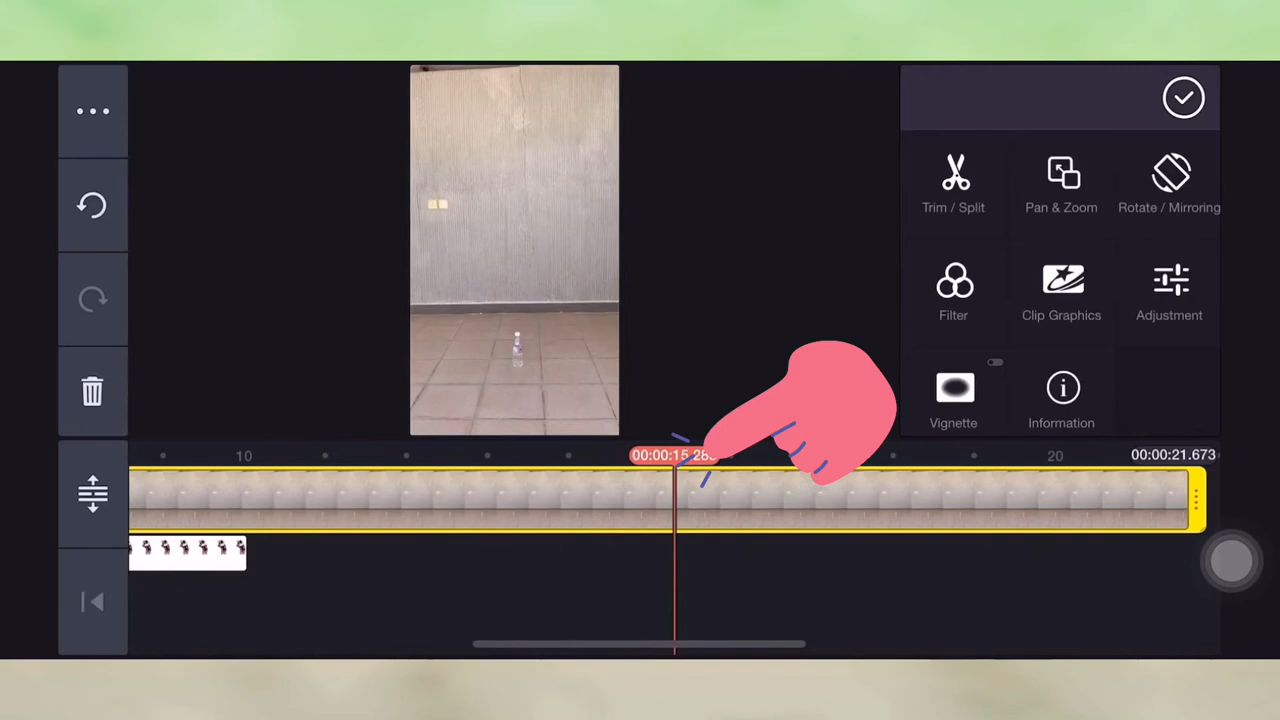 Trim / Split
Pan & Zoom
Rotate / Mirroring
Filter
Clip Graphics
Adjustment
Vignette
Information
10
20
00:00:21.673